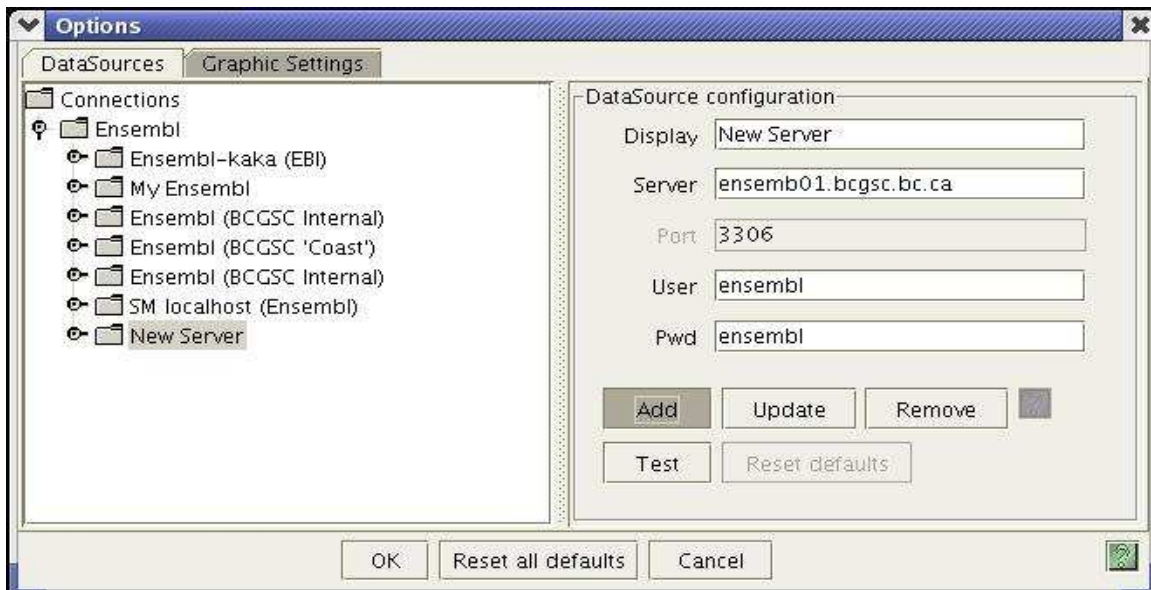 Options
DataSources Graphic Settings
Connections
Ensembl
Ensembl-kaka (EBI)
My Ensembl
Ensembl (BCGSC Internal)
Ensembl (BCGSC 'Coast')
Ensembl (BCGSC Internal)
SM localhost (Ensembl)
New Server
DataSource configuration
Display New Server
Server ensemb01.bcgsc.bc.ca
Port 3306
User ensembl
Pwd ensembl
Add Update Remove
Test Reset defaults
OK Reset all defaults Cancel ?